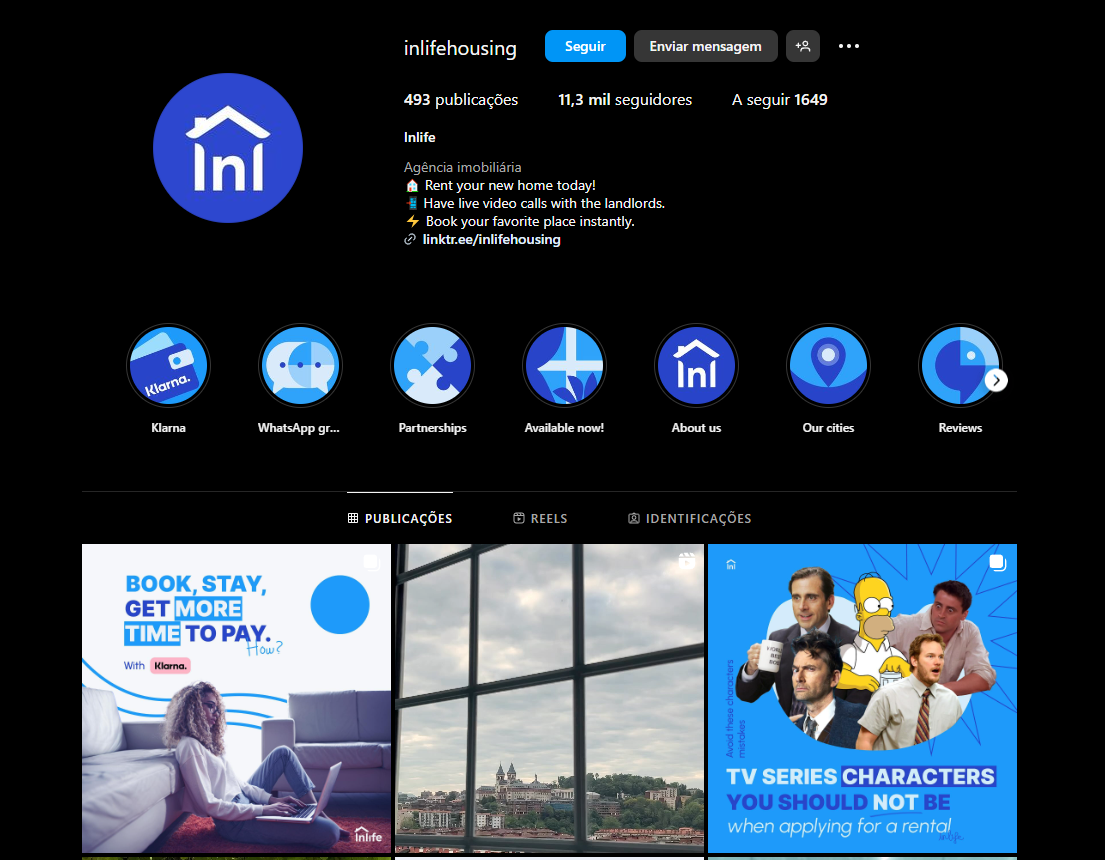 inlifehousing
Seguir
Enviar mensagem
493 publicações
11,3 mil seguidores
A seguir 1649
Inl
Inlife
Agência imobiliária
🏠 Rent your new home today!
📲 Have live video calls with the landlords.
⚡ Book your favorite place instantly.
linktr.ee/inlifehousing
Klarna.
Inl
Klarna
WhatsApp gr...
Partnerships
Available now!
About us
Our cities
Reviews
PUBLICAÇÕES
REELS
IDENTIFICAÇÕES
BOOK, STAY,
GET MORE
TIME TO PAY.
How?
With Klarna.
Inlife
Inl
WORLD'S
BEST
BOSS
Avoid these characters
mistakes
TV SERIES CHARACTERS
YOU SHOULD NOT BE
when applying for a rental
inlife